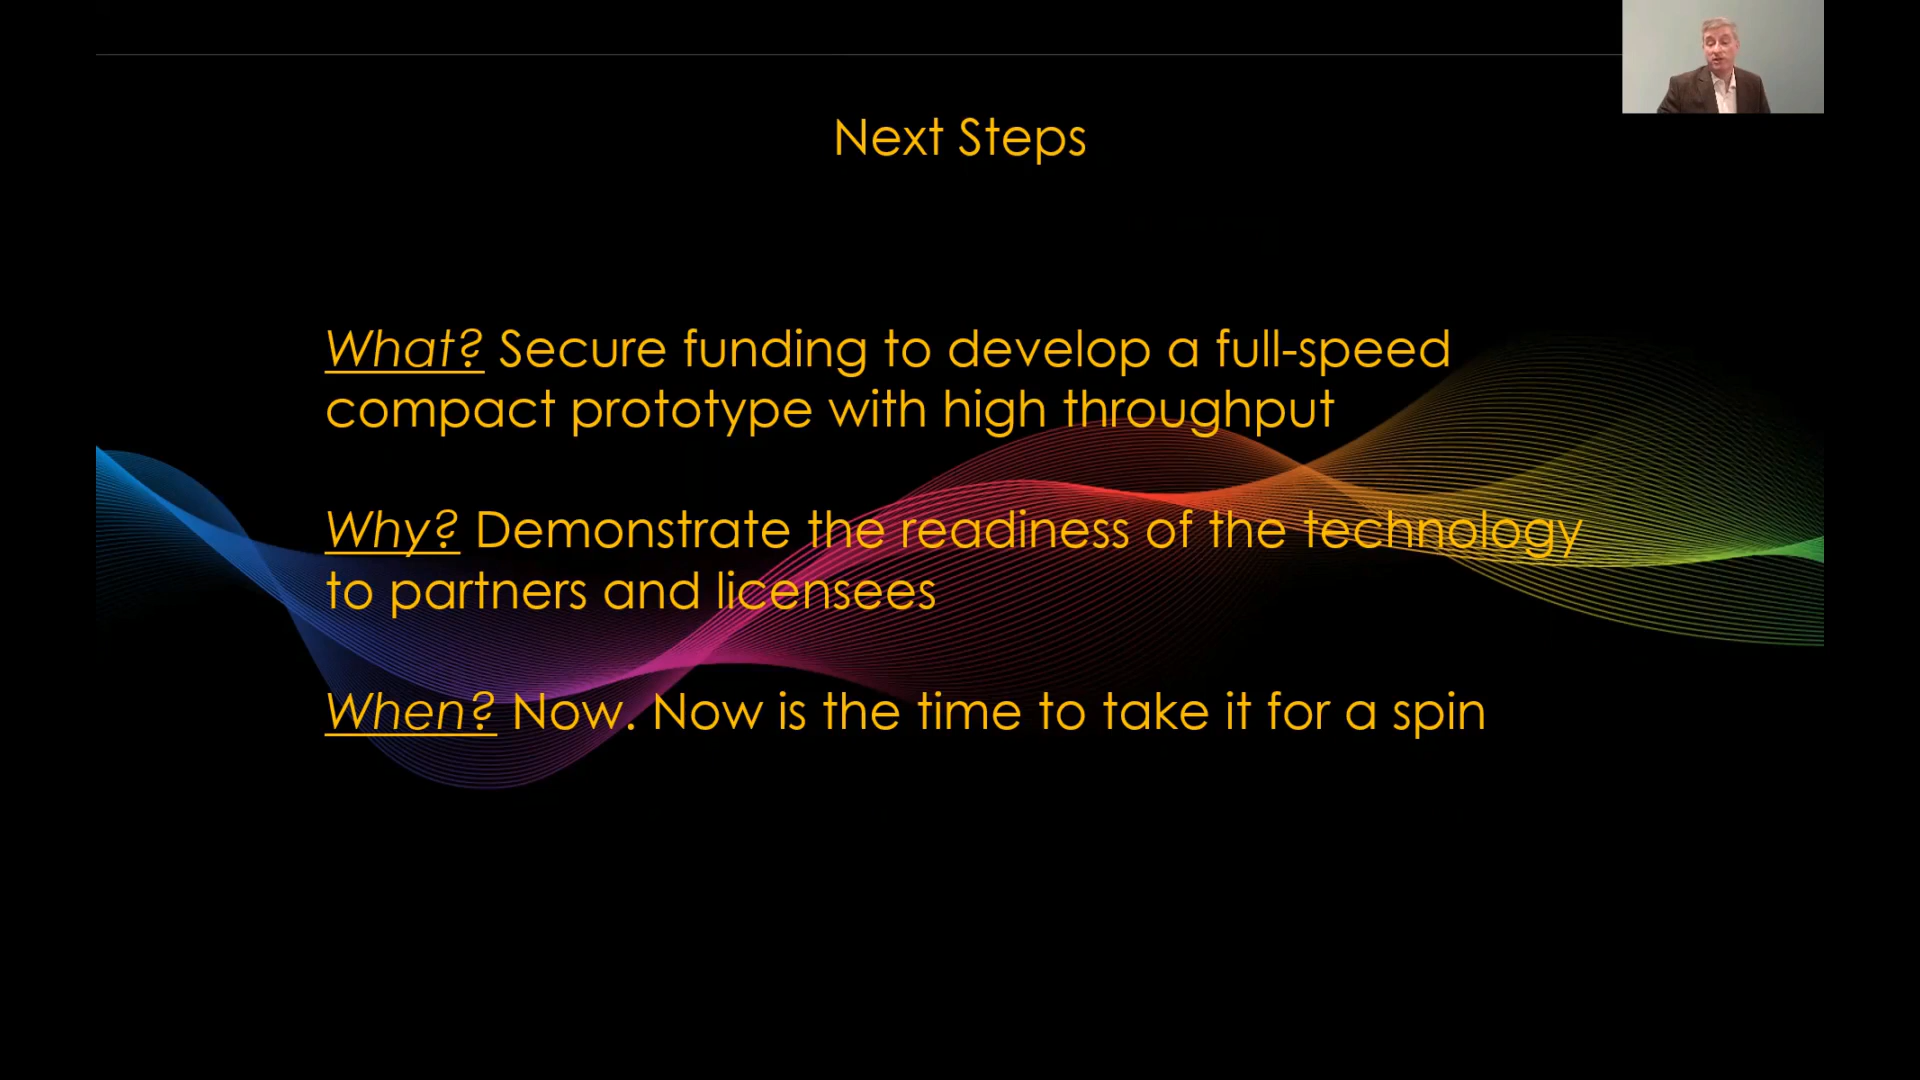 Next Steps
What? Secure funding to develop a full-speed
compact prototype with high throughput
Why? Demonstrate the readiness of the technology
to partners and licensees
When? Now. Now is the time to take it for a spin